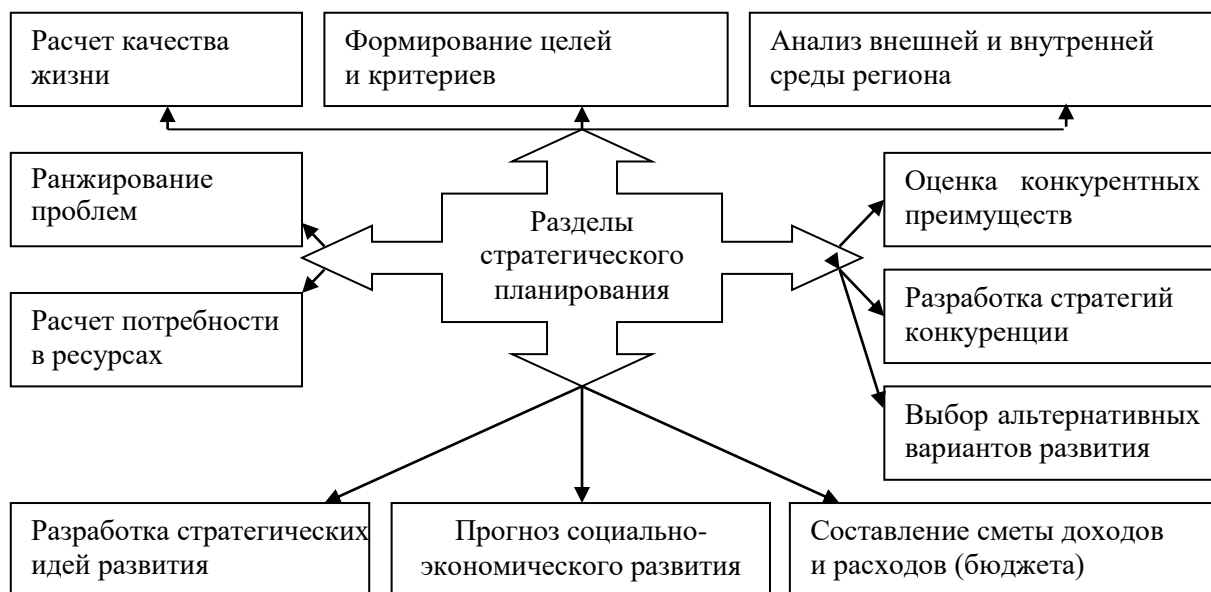 Расчет качества
жизни
Формирование целей
и критериев
Анализ внешней и внутренней
среды региона
Ранжирование
проблем
Разделы
стратегического
планирования
Оценка конкурентных
преимуществ
Расчет потребности
в ресурсах
Разработка стратегий
конкуренции
Выбор альтернативных
вариантов развития
Разработка стратегических
идей развития
Прогноз социально-
экономического развития
Составление сметы доходов
и расходов (бюджета)